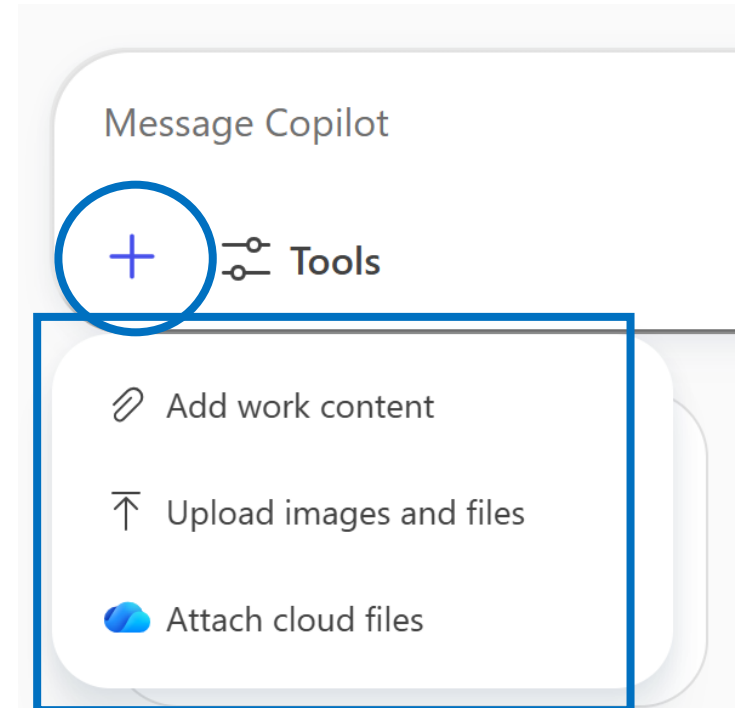 Message Copilot
Tools
Add work content
Upload images and files
Attach cloud files